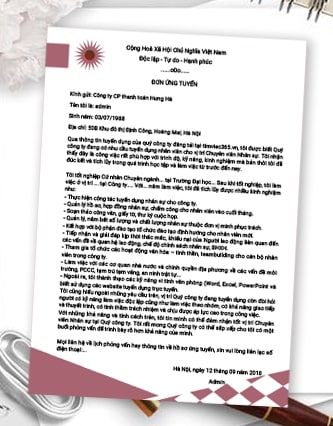 Cộng Hoà Xã Hội Chủ Nghĩa Việt Nam
Độc lập - Tự do - Hạnh phúc
......oOo......
ĐƠN ỨNG TUYỂN
Kính gửi: Công ty CP thanh toán Hưng Hà
Tên tôi là: admin
Sinh năm: 03/07/1988
Địa chỉ: 50B Khu đô thị Định Công, Hoàng Mai, Hà Nội
Qua thông tin tuyển dụng của quý công ty đăng tải tại timviec365.vn, tôi được biết Quý
công ty đang có nhu cầu tuyển dụng nhân viên cho vị trí Chuyên viên Nhân sự. Tôi nhận
thấy đây là công việc rất phù hợp với trình độ, kỹ năng, kinh nghiệm mà bản thân tôi đã
đúc kết và tích lũy trong quá trình học tập và làm việc từ trước đến nay.
Tôi tốt nghiệp Cử nhân Chuyên ngành... tại Trường Đại học... Sau khi tốt nghiệp, tôi làm
việc ở vị trí ... tại Công ty.... Với... năm làm việc, tôi đã tích lũy được nhiều kinh nghiệm
như:
- Thực hiện công tác tuyển dụng nhân sự cho công ty.
- Quản lý hồ sơ, hợp đồng nhân sự, chấm công cho nhân viên vào cuối tháng.
- Soạn thảo công văn, giấy tờ, thư ký cuộc họp.
- Quản lý, nắm bắt số lượng và chất lượng nhân sự thuộc đơn vị mình phục trách.
- Kết hợp với bộ phận đào tạo tổ chức đào tạo định hướng cho nhân viên mới
- Tiếp nhận và giải đáp kịp thời thắc mắc, khiếu nại của Người lao động liên quan đến
các vấn đề về quan hệ lao động, chế độ chính sách nhân sự, BHXH.
- Tham gia tổ chức các hoạt động văn hóa – tinh thần, teambuilding cho cán bộ nhân
viên trong công ty.
- Làm việc với các cơ quan nhà nước và chính quyền địa phương về các vấn đề môi
trường, PCCC, tạm trú tạm vắng, an ninh trật tự...
- Ngoài ra, tôi thành thạo các kỹ năng vi tính văn phòng (Word, Excel, PowerPoint và
biết sử dụng các website tuyển dụng trực tuyến.
Tôi cũng hiểu ngoài những yêu cầu trên, vị trí Quý công ty đang tuyển dụng còn đòi hỏi
người có kỹ năng làm việc độc lập cũng như làm việc theo nhóm, có khả năng giao tiếp
và thuyết trình, có tinh thần trách nhiệm và chịu được áp lực cao trong công việc.
Với những khả năng và tính cách trên, tôi tin mình có thể đảm nhận tốt vị trí Chuyên
viên Nhân sự tại Quý công ty. Tôi rất mong Quý công ty có thể sắp xếp cho tôi có một
buổi phỏng vấn để trình bày rõ hơn khả năng của mình.
Mọi liên hệ về lịch phỏng vấn hay thông tin về hồ sơ ứng tuyển, xin vui lòng liên lạc số
điện thoại:...
Hà Nội, ngày 12 tháng 09 năm 2018
Admin